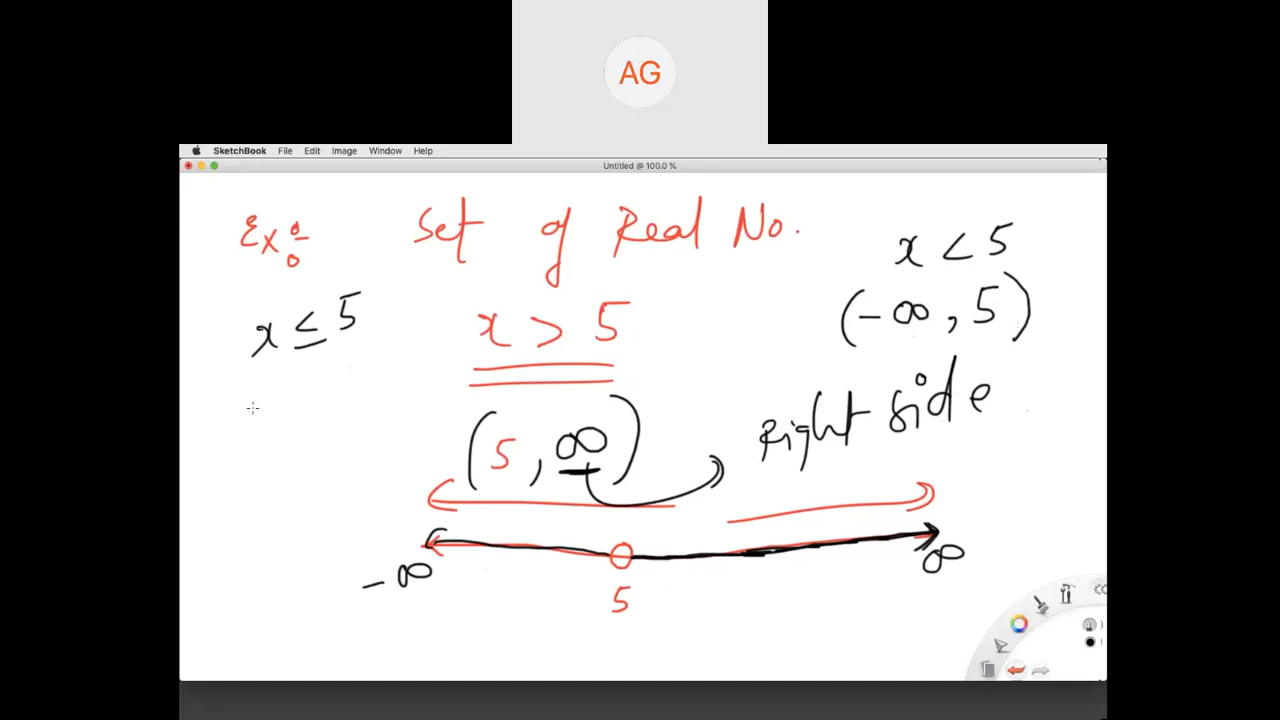 AG
SketchBook File Edit Image Window Help
Untitled @ 100.0 %
Ex: Set of Real No.
x < 5
x ≤ 5
x > 5
(-∞, 5)
(5, ∞)
Right side
-∞
∞
5